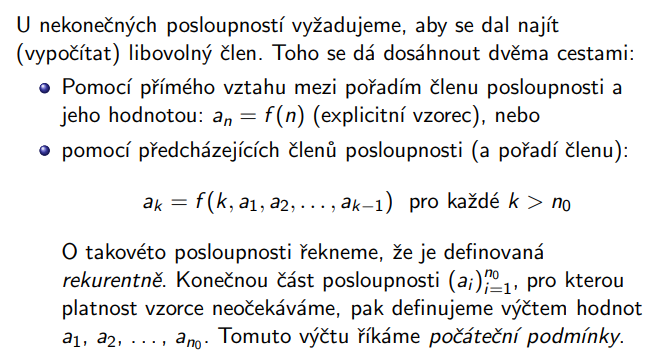 U nekonečných posloupností vyžadujeme, aby se dal najít
(vypočítat) libovolný člen. Toho se dá dosáhnout dvěma cestami:
Pomocí přímého vztahu mezi pořadím členu posloupnosti a
jeho hodnotou: aₙ = f(n) (explicitní vzorec), nebo
pomocí předcházejících členů posloupnosti (a pořadí členu):
aₖ = f(k, a₁, a₂, . . . , aₖ₋₁) pro každé k > n₀
O takovéto posloupnosti řekneme, že je definovaná
rekurentně. Konečnou část posloupnosti (aᵢ)ᵢ₌₁ⁿ⁰, pro kterou
platnost vzorce neočekáváme, pak definujeme výčtem hodnot
a₁, a₂, . . . , aₙ₀. Tomuto výčtu říkáme počáteční podmínky.